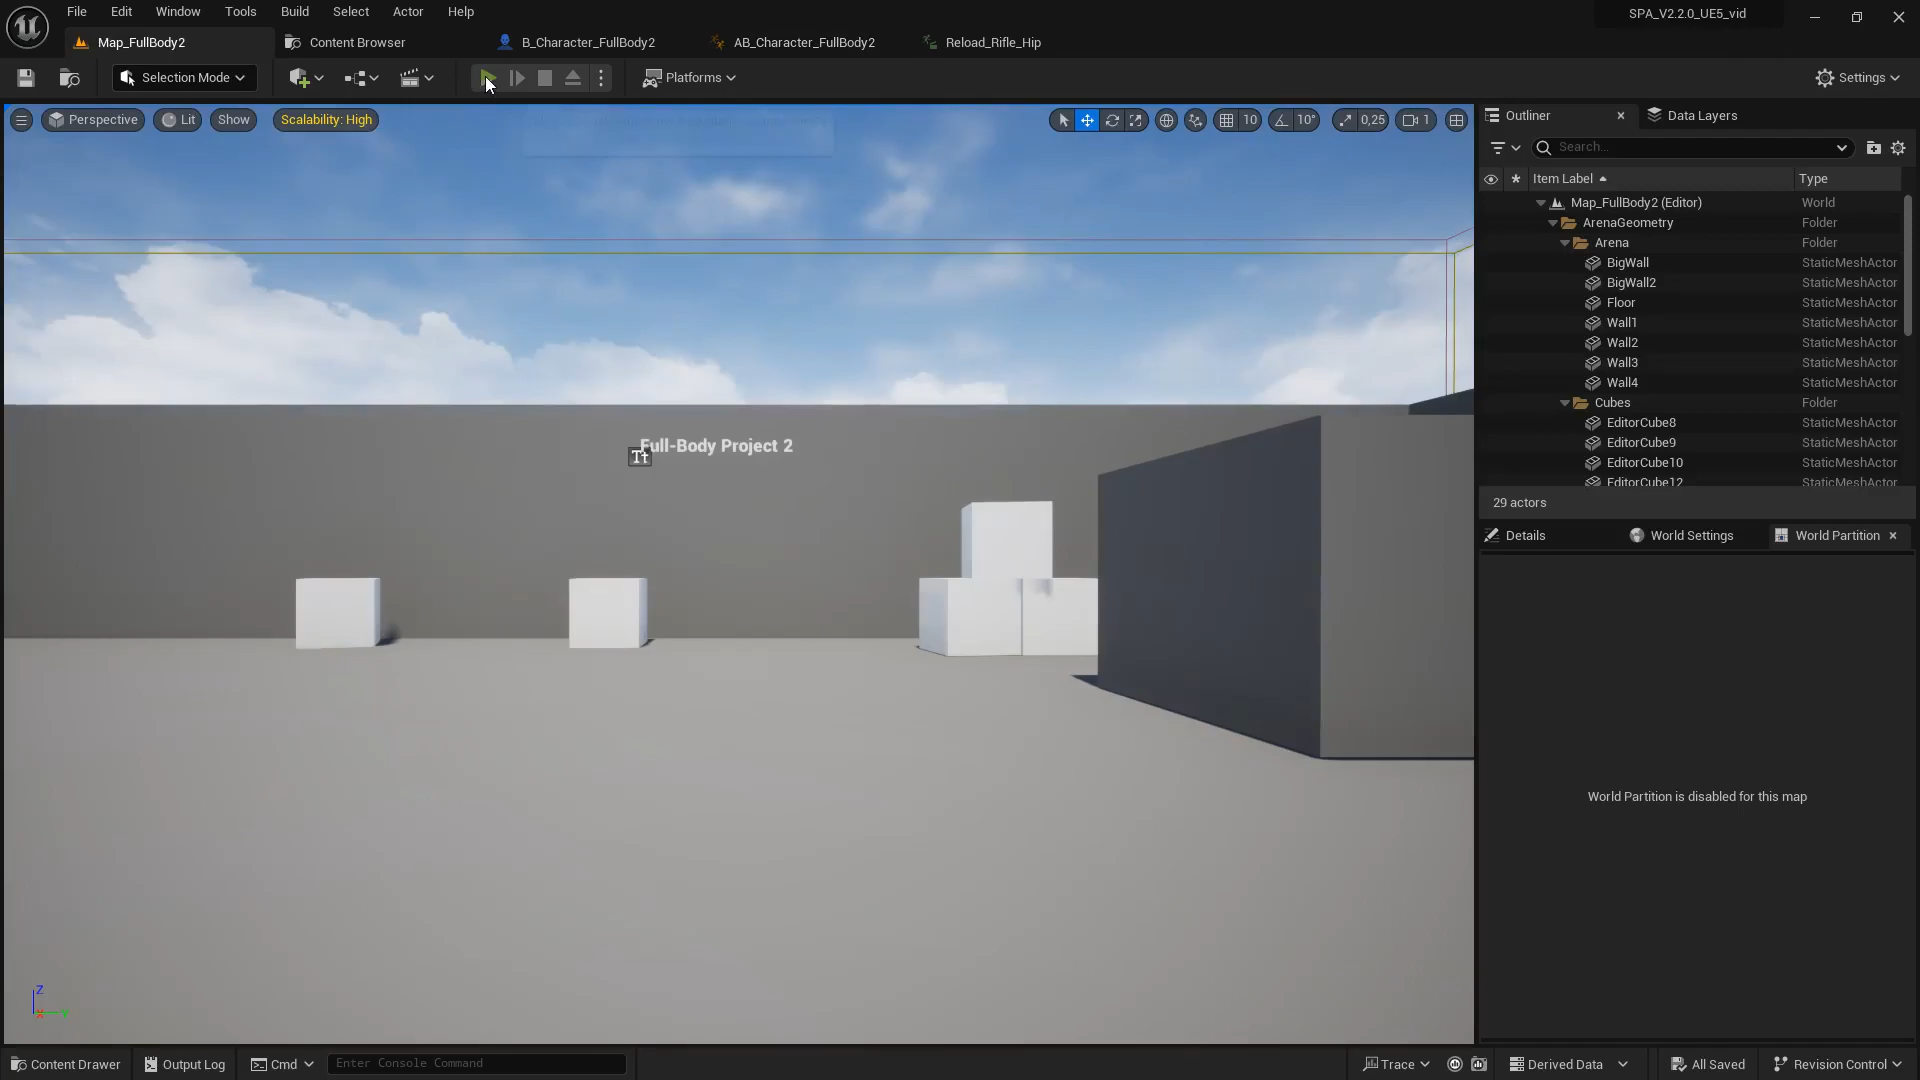 File Edit Window Tools Build Select Actor Help
SPA_V2.2.0_UE5_vid
Map_FullBody2
Content Browser
B_Character_FullBody2
AB_Character_FullBody2
Reload_Rifle_Hip
Selection Mode
Platforms
Settings
Perspective
Lit
Show
Scalability: High
10
10°
0,25
1
Outliner
Data Layers
Search...
Item Label
Type
Map_FullBody2 (Editor) World
ArenaGeometry Folder
Arena Folder
BigWall StaticMeshActor
BigWall2 StaticMeshActor
Floor StaticMeshActor
Wall1 StaticMeshActor
Wall2 StaticMeshActor
Wall3 StaticMeshActor
Wall4 StaticMeshActor
Cubes Folder
EditorCube8 StaticMeshActor
EditorCube9 StaticMeshActor
EditorCube10 StaticMeshActor
EditorCube12 StaticMeshActor
29 actors
Full-Body Project 2
Tt
Details
World Settings
World Partition
World Partition is disabled for this map
Z
Content Drawer
Output Log
Cmd
Enter Console Command
Trace
Derived Data
All Saved
Revision Control